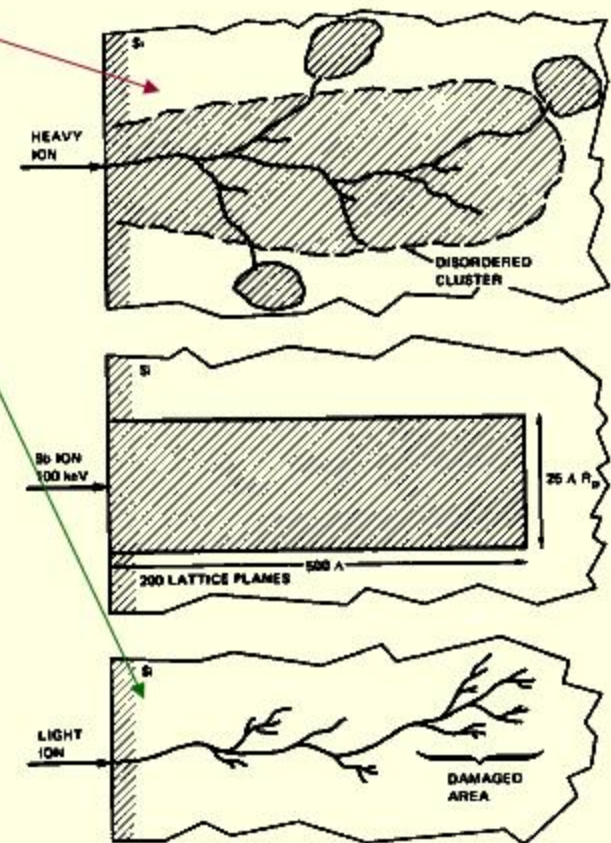 Si
HEAVY
ION
DISORDERED
CLUSTER
Si
Sb ION
100 keV
25 A Rp
500 A
200 LATTICE PLANES
Si
LIGHT
ION
DAMAGED
AREA